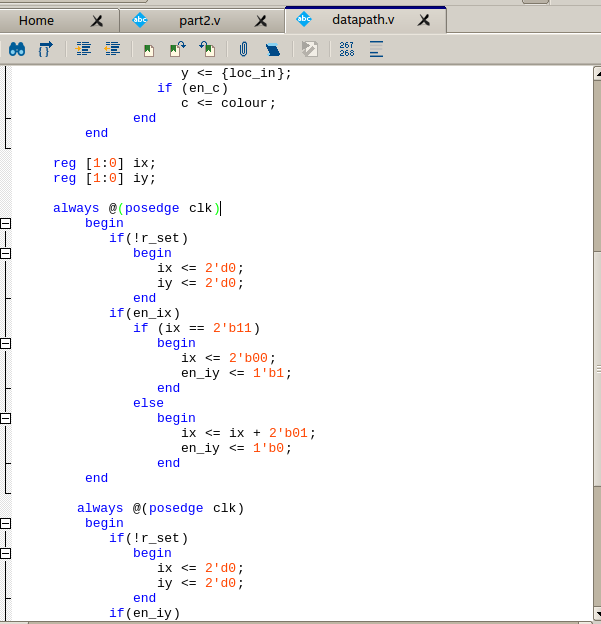 Home
part2.v
datapath.v
267
268
y <= {loc_in};
if (en_c)
c <= colour;
end
end
reg [1:0] ix;
reg [1:0] iy;
always @(posedge clk)
begin
if(!r_set)
begin
ix <= 2'd0;
iy <= 2'd0;
end
if(en_ix)
if (ix == 2'b11)
begin
ix <= 2'b00;
en_iy <= 1'b1;
end
else
begin
ix <= ix + 2'b01;
en_iy <= 1'b0;
end
end
always @(posedge clk)
begin
if(!r_set)
begin
ix <= 2'd0;
iy <= 2'd0;
end
if(en_iy)